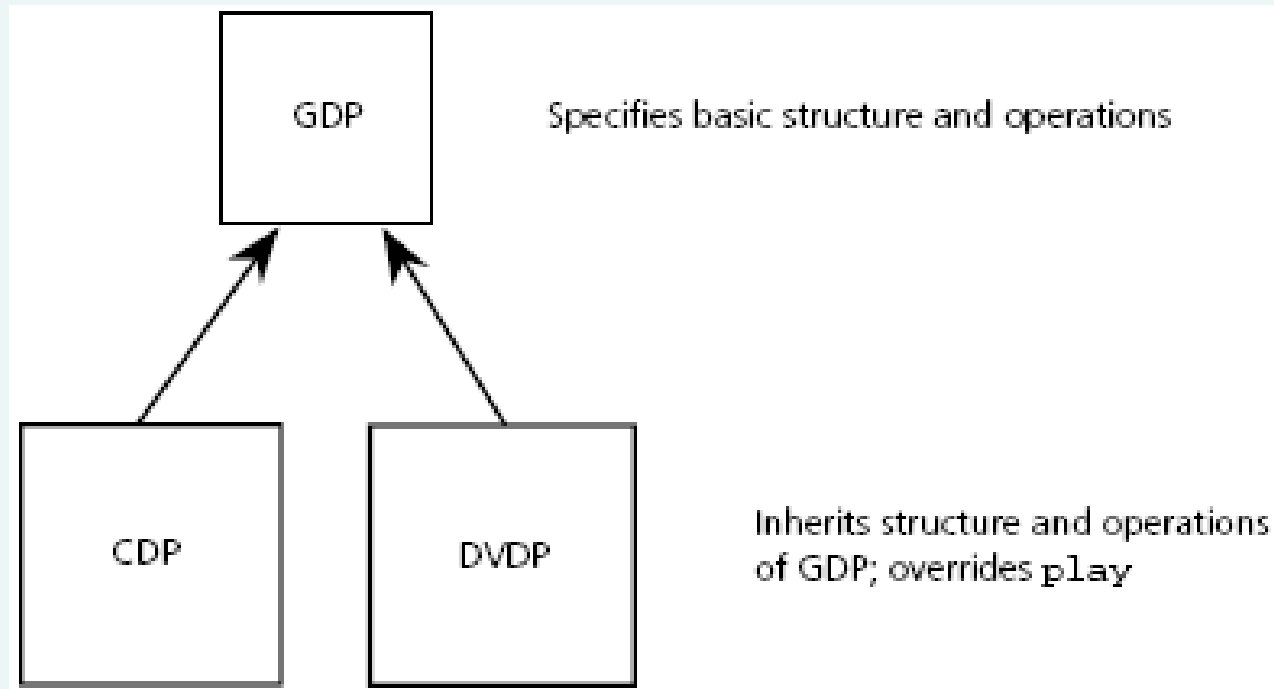 GDP
Specifies basic structure and operations
CDP
DVDP
Inherits structure and operations
of GDP; overrides play